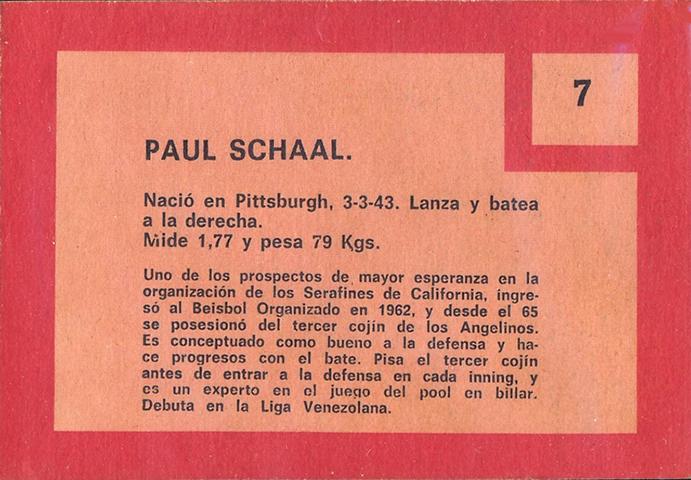 7
PAUL SCHAAL.
Nació en Pittsburgh, 3-3-43. Lanza y batea
a la derecha.
Mide 1,77 y pesa 79 Kgs.
Uno de los prospectos de mayor esperanza en la
organización de los Serafines de California, ingre-
só al Beisbol Organizado en 1962, y desde el 65
se posesionó del tercer cojín de los Angelinos.
Es conceptuado como bueno a la defensa y ha-
ce progresos con el bate. Pisa el tercer cojín
antes de entrar a la defensa en cada inning, y
es un experto en el juego del pool en billar.
Debuta en la Liga Venezolana.